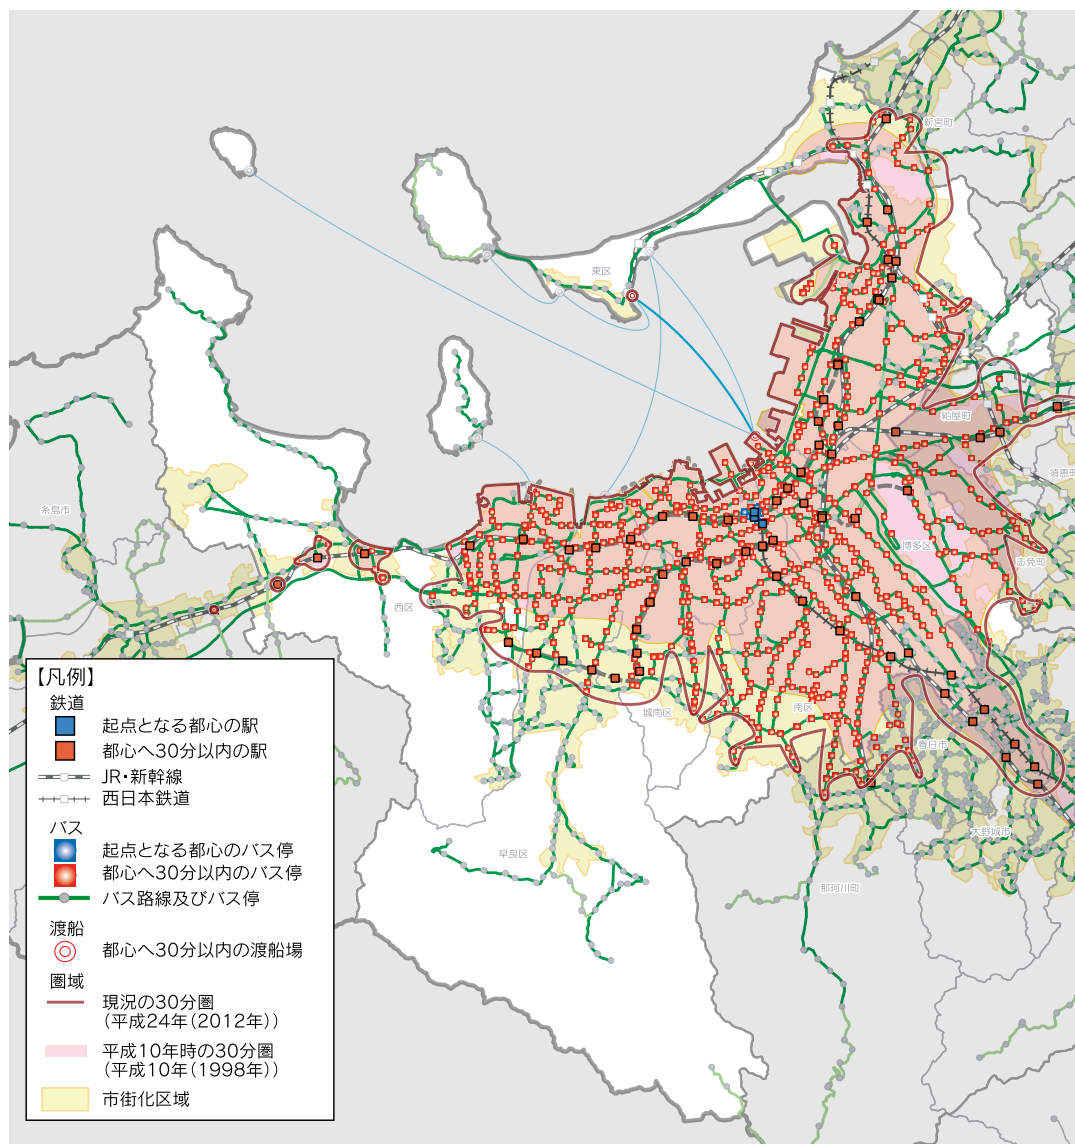 新宮町
東区
粕屋町
須恵町
糸島市
博多区
志免町
西区
城南区
南区
春日市
大野城市
早良区
那珂川町
【凡例】
鉄道
起点となる都心の駅
都心へ30分以内の駅
JR・新幹線
西日本鉄道
バス
起点となる都心のバス停
都心へ30分以内のバス停
バス路線及びバス停
渡船
都心へ30分以内の渡船場
圏域
現況の30分圏
(平成24年(2012年))
平成10年時の30分圏
(平成10年(1998年))
市街化区域